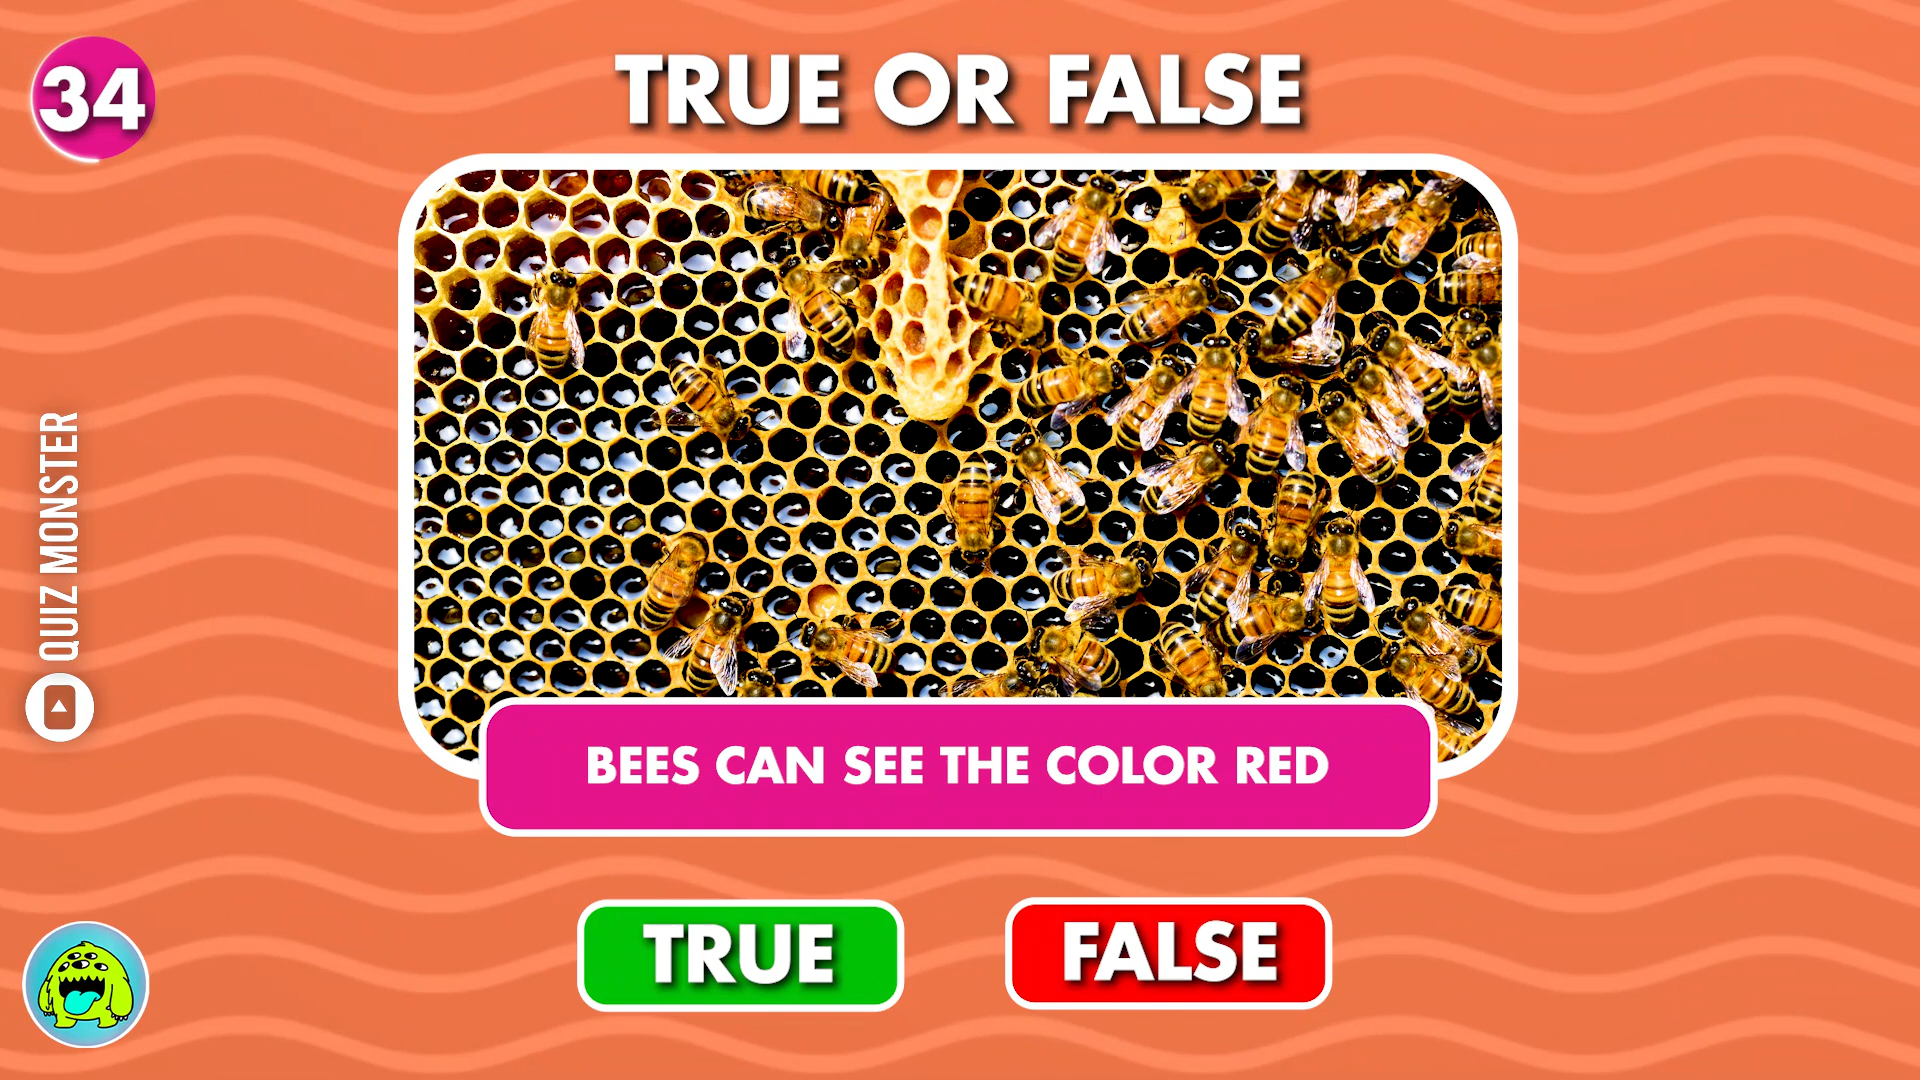 34
TRUE OR FALSE
QUIZ MONSTER
BEES CAN SEE THE COLOR RED
TRUE
FALSE